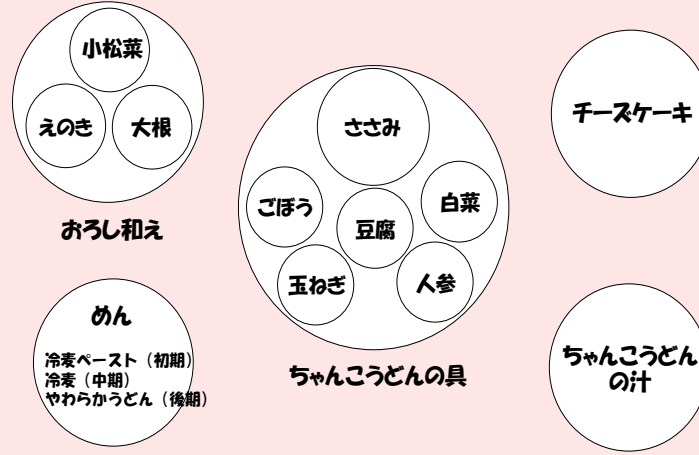 小松菜
えのき
大根
おろし和え
ささみ
ごぼう
白菜
豆腐
玉ねぎ
人参
ちゃんこうどんの具
チーズケーキ
めん
冷麦ペースト（初期）
冷麦（中期）
やわらかうどん（後期）
ちゃんこうどん
の汁